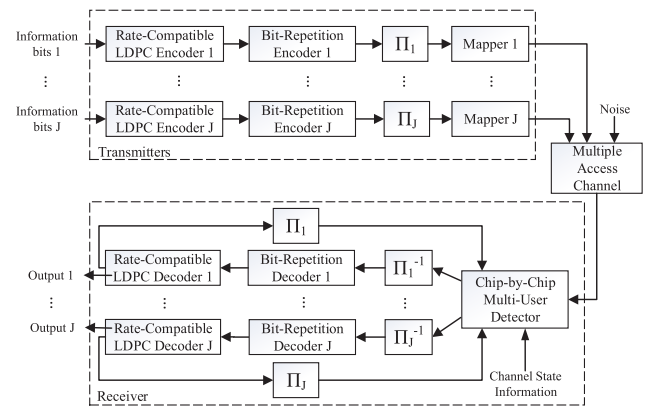 Information bits 1
Rate-Compatible LDPC Encoder 1
Bit-Repetition Encoder 1
Π1
Mapper 1
⋮
⋮
⋮
⋮
⋮
Information bits J
Rate-Compatible LDPC Encoder J
Bit-Repetition Encoder J
ΠJ
Mapper J
Transmitters
Noise
Multiple Access Channel
Π1
Output 1
Rate-Compatible LDPC Decoder 1
Bit-Repetition Decoder 1
Π1-1
Chip-by-Chip Multi-User Detector
⋮
⋮
⋮
⋮
Output J
Rate-Compatible LDPC Decoder J
Bit-Repetition Decoder J
ΠJ-1
ΠJ
Channel State Information
Receiver